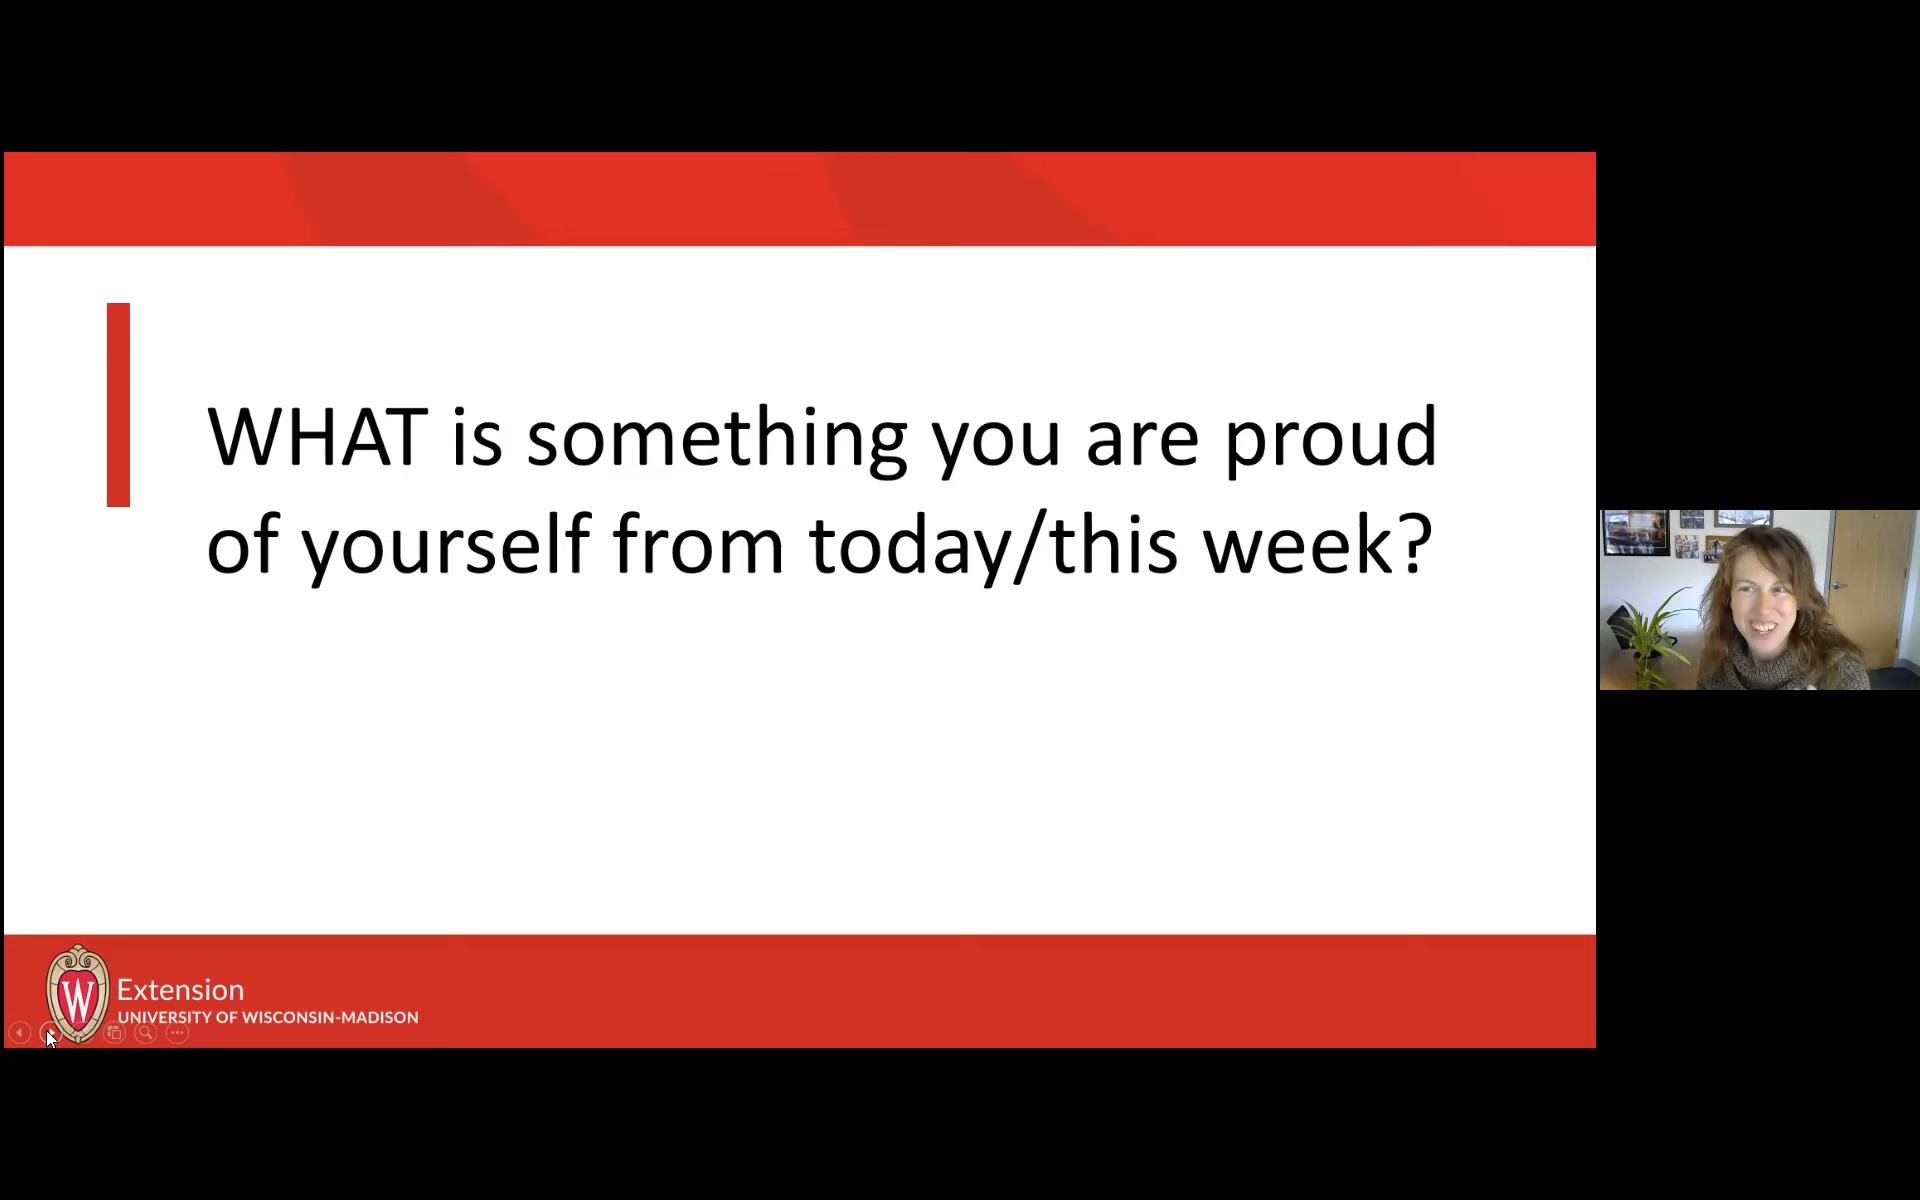 WHAT is something you are proud
of yourself from today/this week?
W
Extension
UNIVERSITY OF WISCONSIN-MADISON